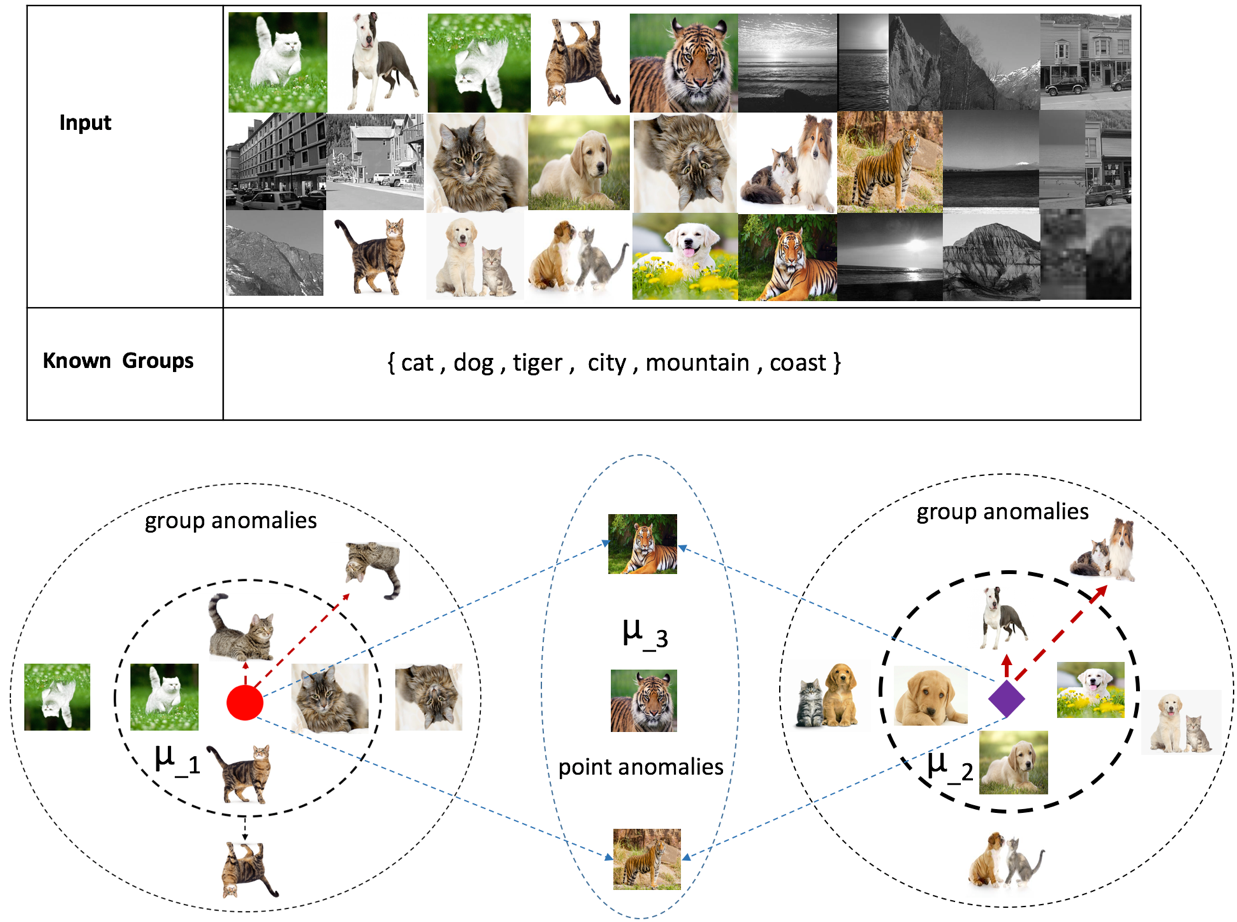 Input
Known Groups
{ cat , dog , tiger , city , mountain , coast }
group anomalies
group anomalies
μ_1
μ_3
μ_2
point anomalies